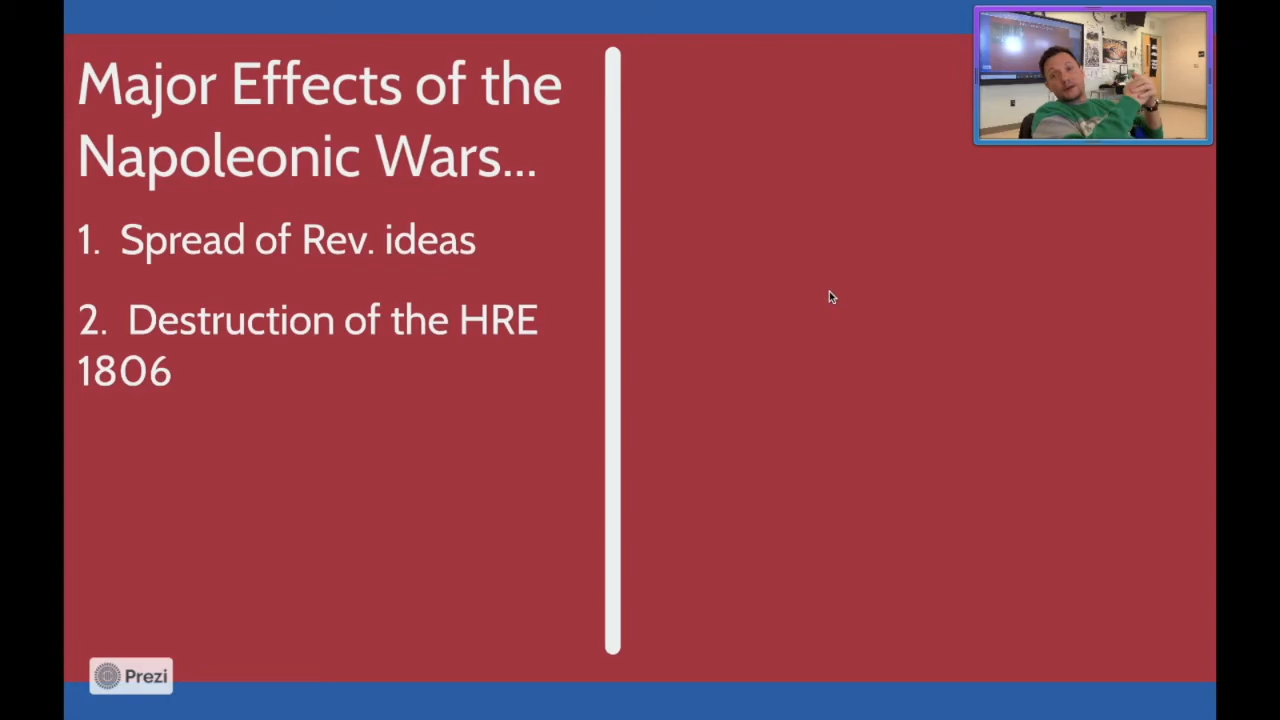 Major Effects of the
Napoleonic Wars...
1. Spread of Rev. ideas
2. Destruction of the HRE
1806
Prezi